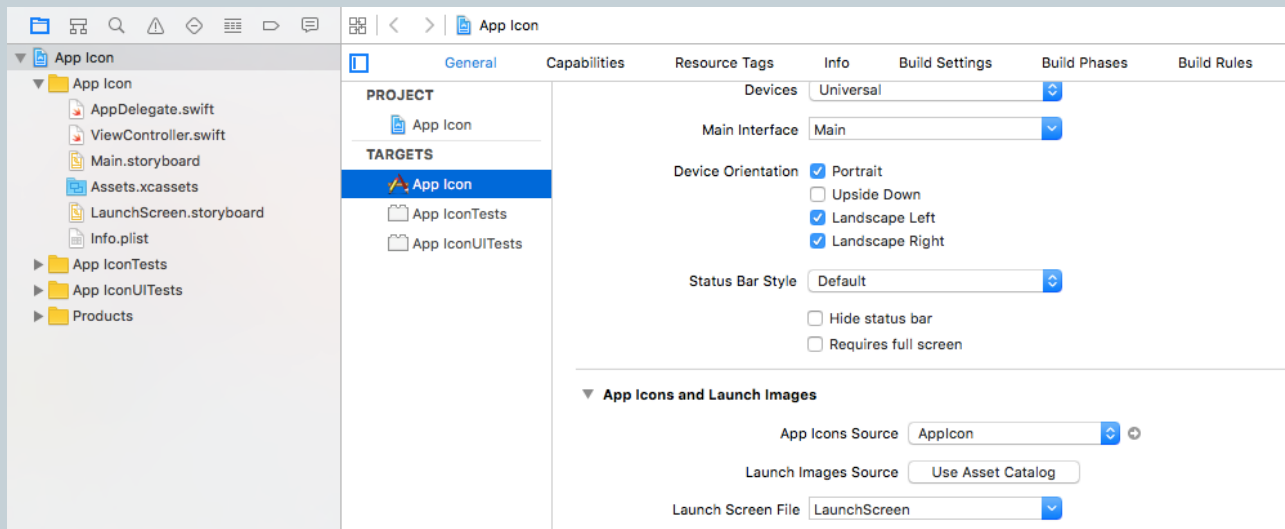 App Icon
App Icon
App Icon
AppDelegate.swift
ViewController.swift
Main.storyboard
Assets.xcassets
LaunchScreen.storyboard
Info.plist
App IconTests
App IconUITests
Products
General Capabilities Resource Tags Info Build Settings Build Phases Build Rules
PROJECT
App Icon
TARGETS
App Icon
App IconTests
App IconUITests
Devices Universal
Main Interface Main
Device Orientation Portrait
Upside Down
Landscape Left
Landscape Right
Status Bar Style Default
Hide status bar
Requires full screen
App Icons and Launch Images
App Icons Source AppIcon
Launch Images Source Use Asset Catalog
Launch Screen File LaunchScreen